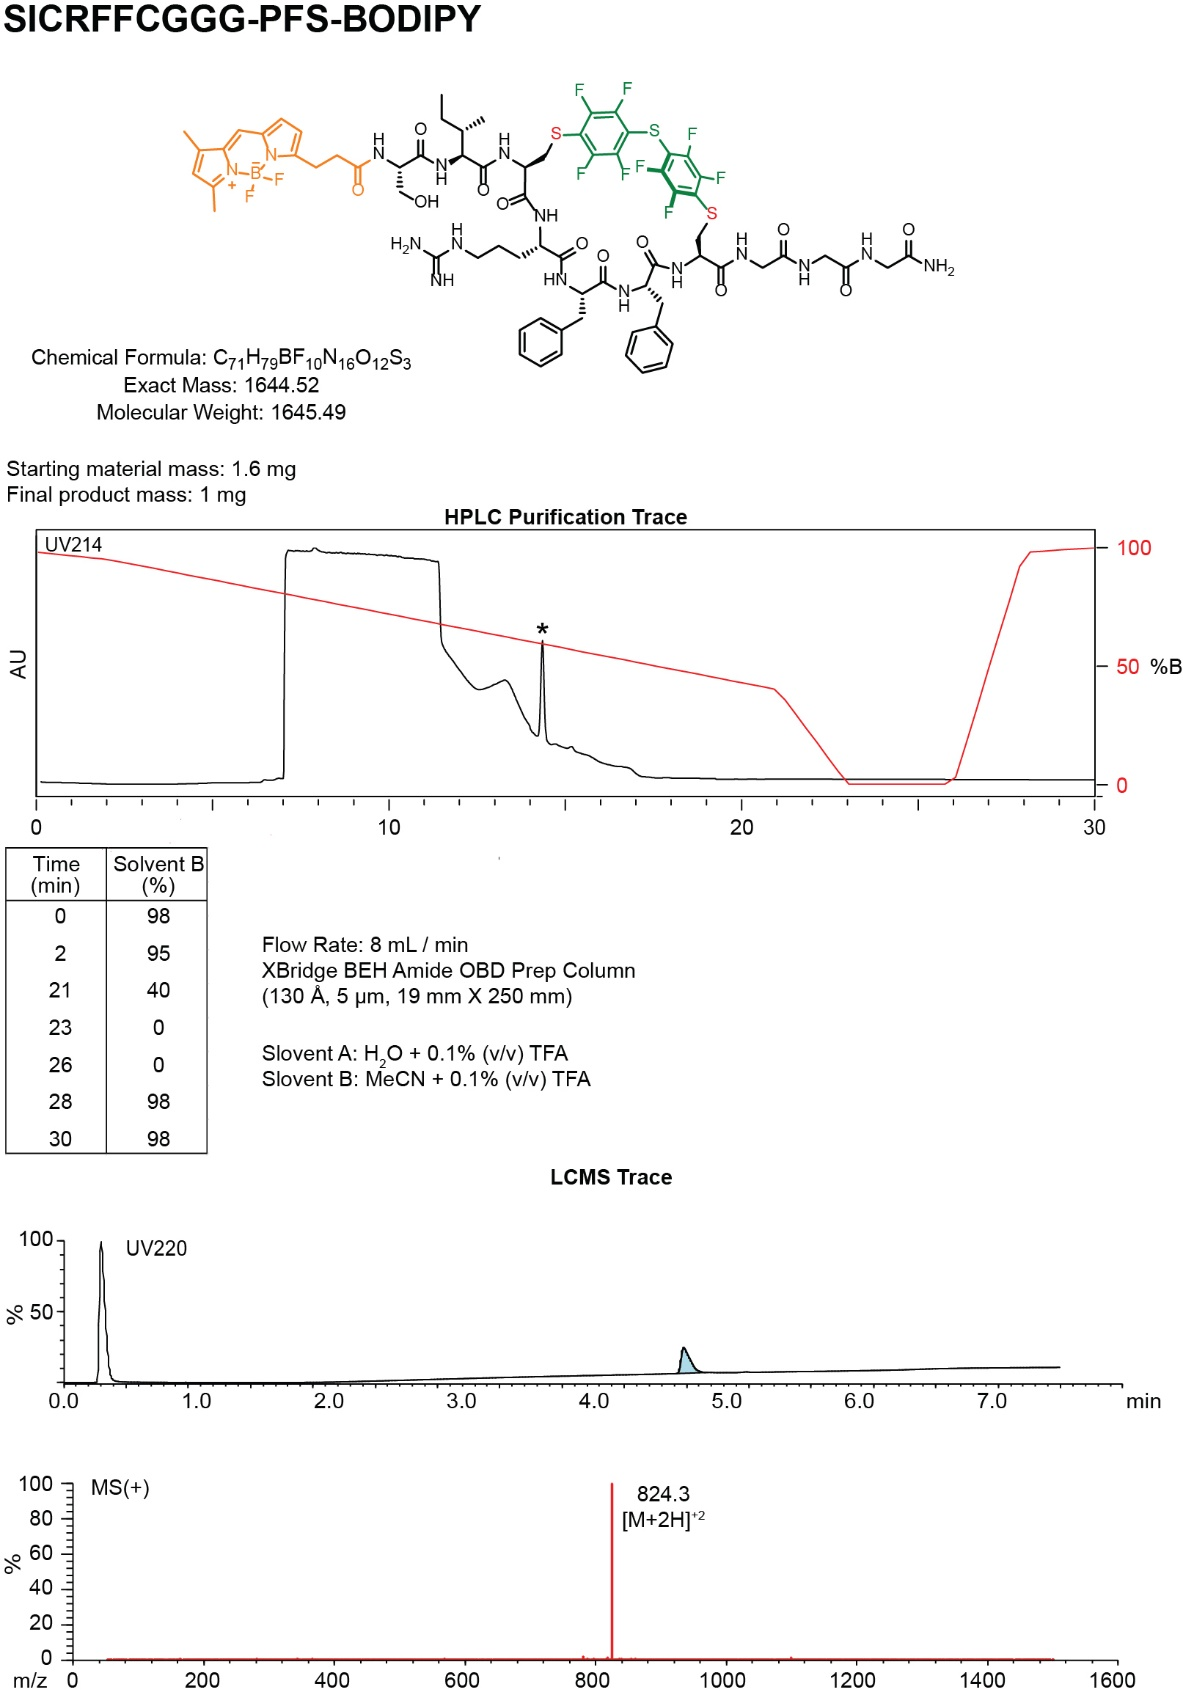 SICRFFCGGG-PFS-BODIPY
F F
S S
F F
F
F
F
F
S
N N
B
+ F
F
O
H
N
O
OH
N
H
O
H
N
O
NH
H2N
H
N
NH
O
HN
O
N
H
O
N
H
O
H
N
O
N
H
O
H
N
O
NH2
Chemical Formula: C71H79BF10N16O12S3
Exact Mass: 1644.52
Molecular Weight: 1645.49
Starting material mass: 1.6 mg
Final product mass: 1 mg
HPLC Purification Trace
UV214
100
50 %B
0
AU
*
0 10 20 30
Time (min) Solvent B (%)
0 98
2 95
21 40
23 0
26 0
28 98
30 98
Flow Rate: 8 mL / min
XBridge BEH Amide OBD Prep Column
(130 Å, 5 µm, 19 mm X 250 mm)
Slovent A: H2O + 0.1% (v/v) TFA
Slovent B: MeCN + 0.1% (v/v) TFA
LCMS Trace
100
UV220
% 50
0.0 1.0 2.0 3.0 4.0 5.0 6.0 7.0 min
100 MS(+)
824.3
[M+2H]+2
80
60
%
40
20
0
m/z 0 200 400 600 800 1000 1200 1400 1600